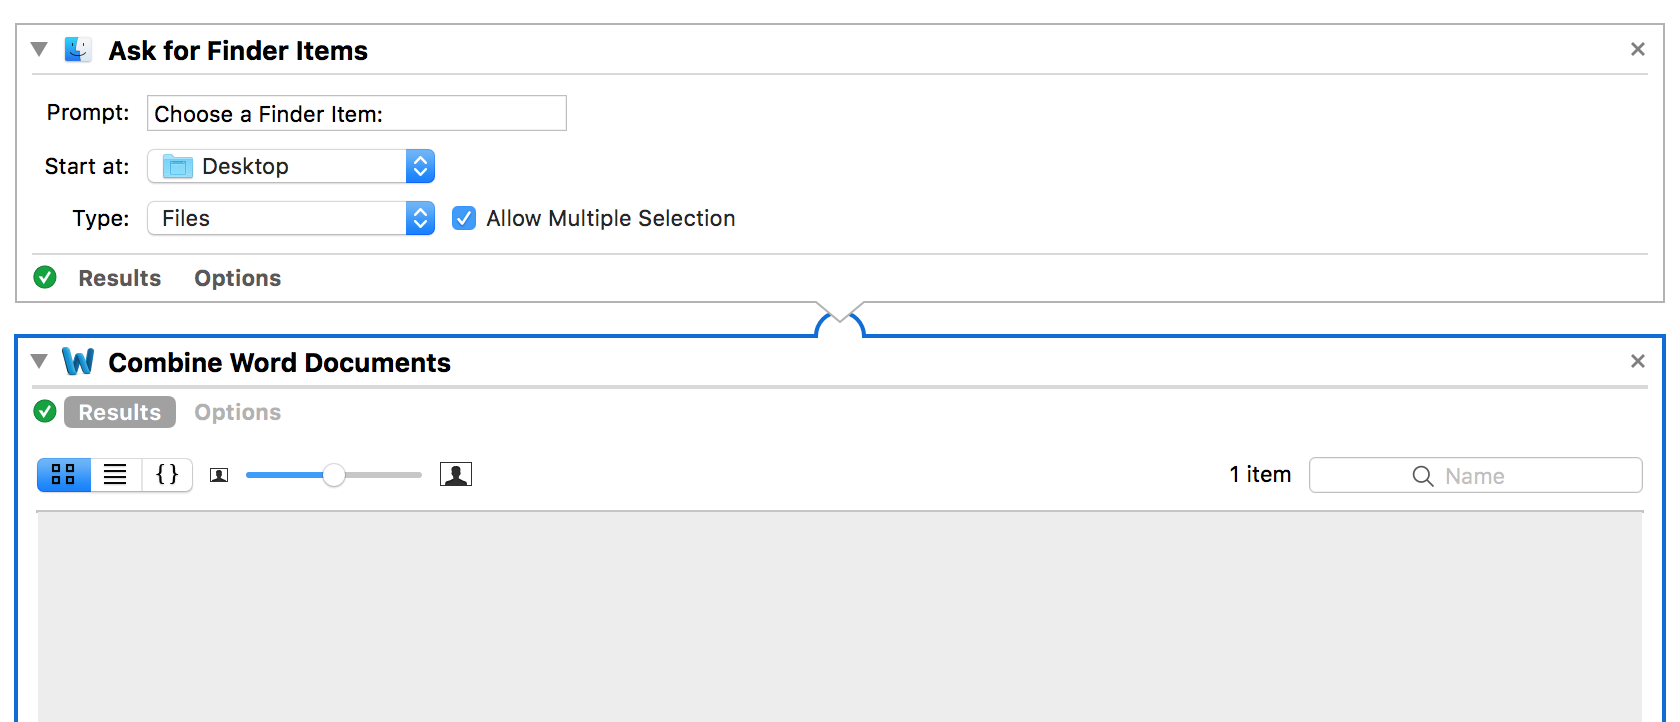 Ask for Finder Items
Prompt: Choose a Finder Item:
Start at: Desktop
Type: Files Allow Multiple Selection
Results Options
Combine Word Documents
Results Options
{} 1 item Name